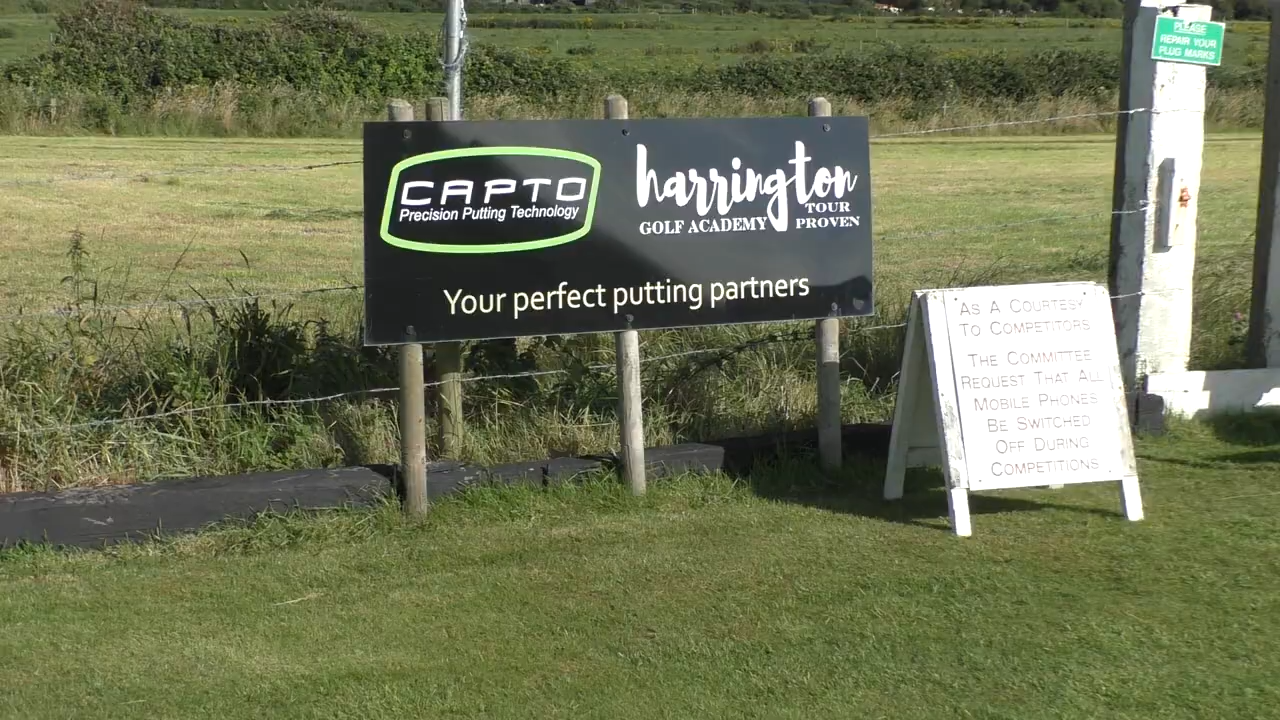 PLEASE
REPAIR YOUR
PLUG MARKS
CAPTO
Precision Putting Technology
harrington
GOLF ACADEMY
TOUR
PROVEN
Your perfect putting partners
AS A COURTESY
TO COMPETITORS
THE COMMITTEE
REQUEST THAT ALL
MOBILE PHONES
BE SWITCHED
OFF DURING
COMPETITIONS